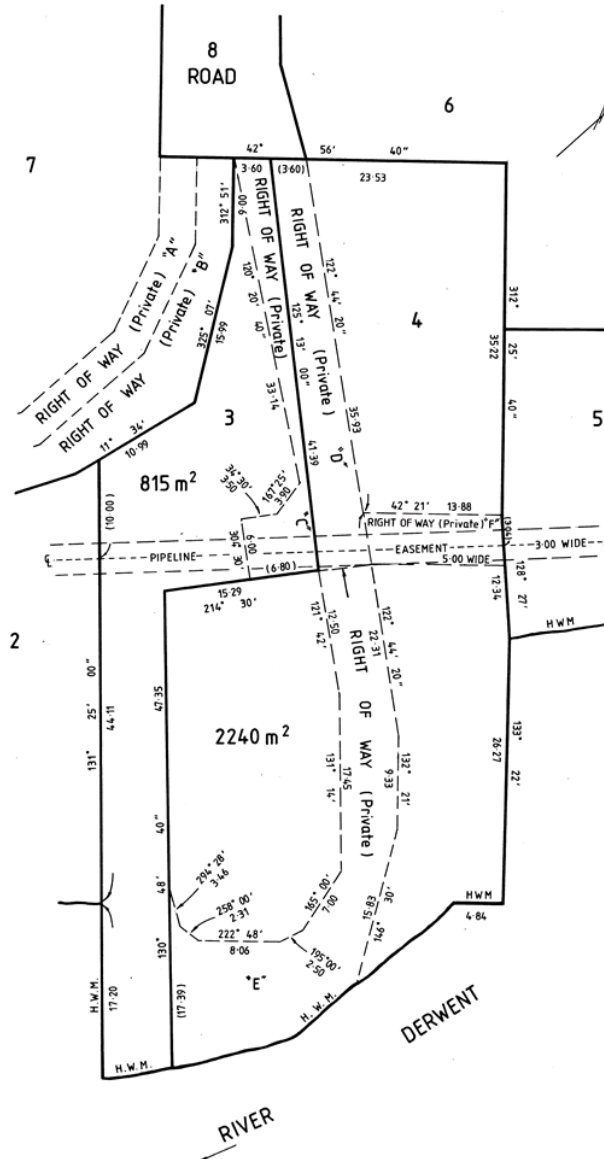 8
ROAD
6
7
42° 56' 40"
3·60 (3·60) 23·53
312° 51'
9·00
120° 20' 40"
33·14
RIGHT OF WAY (Private)
125° 13' 00"
41·39
RIGHT OF WAY (Private) "D"
122° 44' 20"
35·93
4
312° 25' 40"
35·22
5
RIGHT OF WAY (Private) "A"
RIGHT OF WAY (Private) "B"
325° 07'
15·99
11° 34'
10·99
3
815 m²
34° 30'
3·50
167° 25'
3·90
"C"
(10·00)
304° 30'
6·00
42° 21' 13·88
RIGHT OF WAY (Private) "F"
PIPELINE
EASEMENT
3·00 WIDE
5·00 WIDE
(6·80)
15·29
214° 30'
128° 27'
12·34
HWM
2
131° 25' 00"
44·11
47·35
130° 48' 40"
(17·39)
2240 m²
121° 42'
12·50
122° 44' 20"
22·31
RIGHT OF WAY (Private)
131° 14'
17·45
132° 21'
9·33
133° 22'
26·27
294° 28'
3·46
258° 00'
2·31
222° 48'
8·06
165° 00'
7·00
195° 00'
2·50
146° 30'
15·83
HWM
4·84
"E"
H.W.M.
17·20
H.W.M.
H.W.M.
DERWENT
RIVER